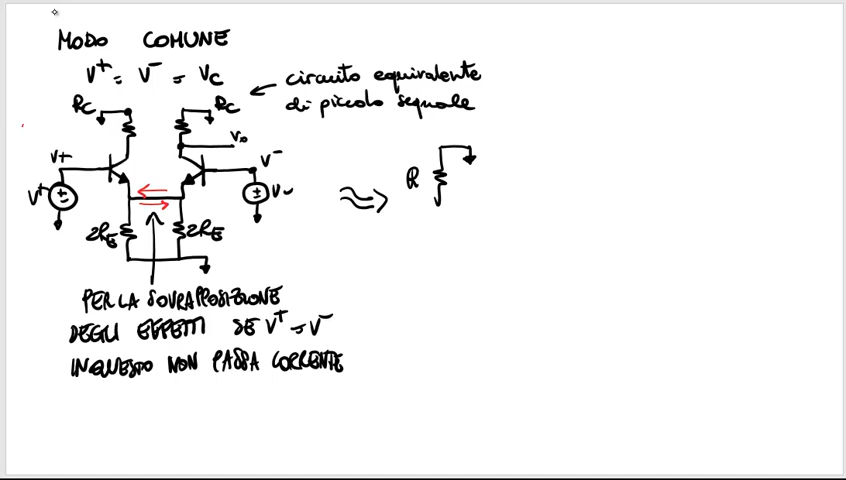 MODO COMUNE
V+ = V- = VC
circuito equivalente
di piccolo segnale
RC RC
Vo
V+ V-
V+ V-
R
2RE 2RE
PER LA SOVRAPPOSIZIONE
DEGLI EFFETTI SE V+ = V-
IN QUESTO NON PASSA CORRENTE